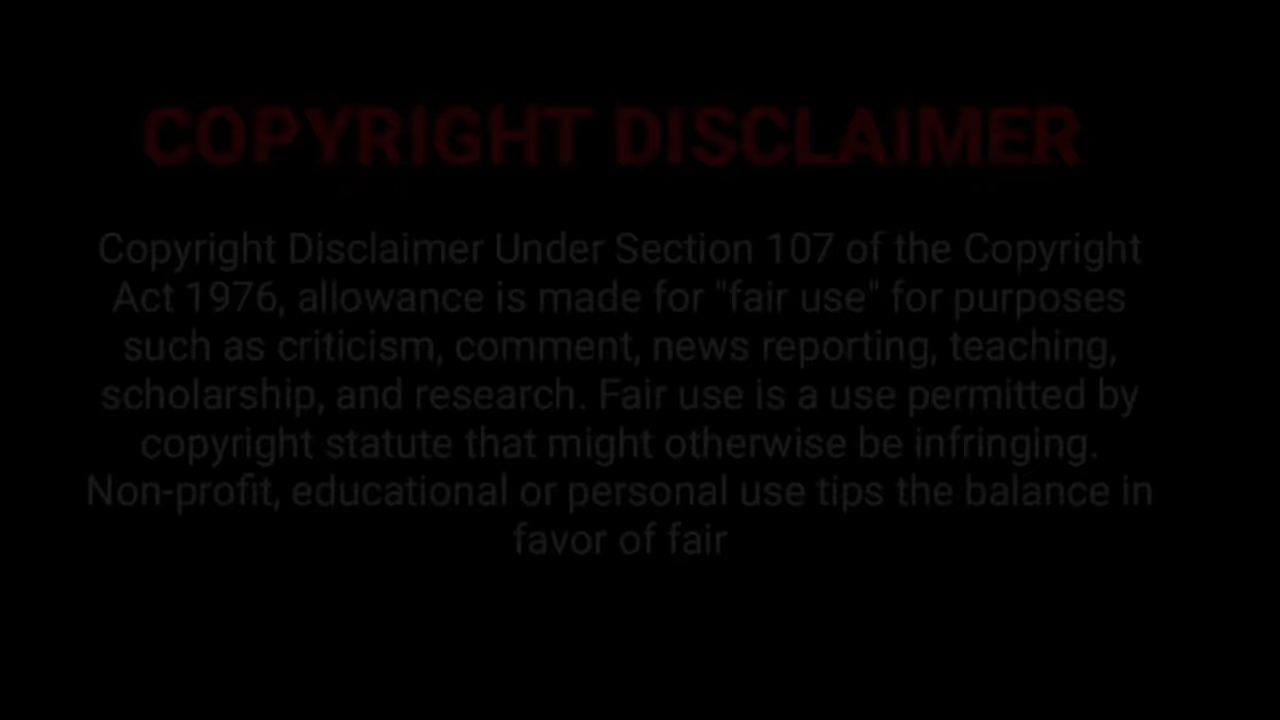 COPYRIGHT DISCLAIMER
Copyright Disclaimer Under Section 107 of the Copyright
Act 1976, allowance is made for "fair use" for purposes
such as criticism, comment, news reporting, teaching,
scholarship, and research. Fair use is a use permitted by
copyright statute that might otherwise be infringing.
Non-profit, educational or personal use tips the balance in
favor of fair